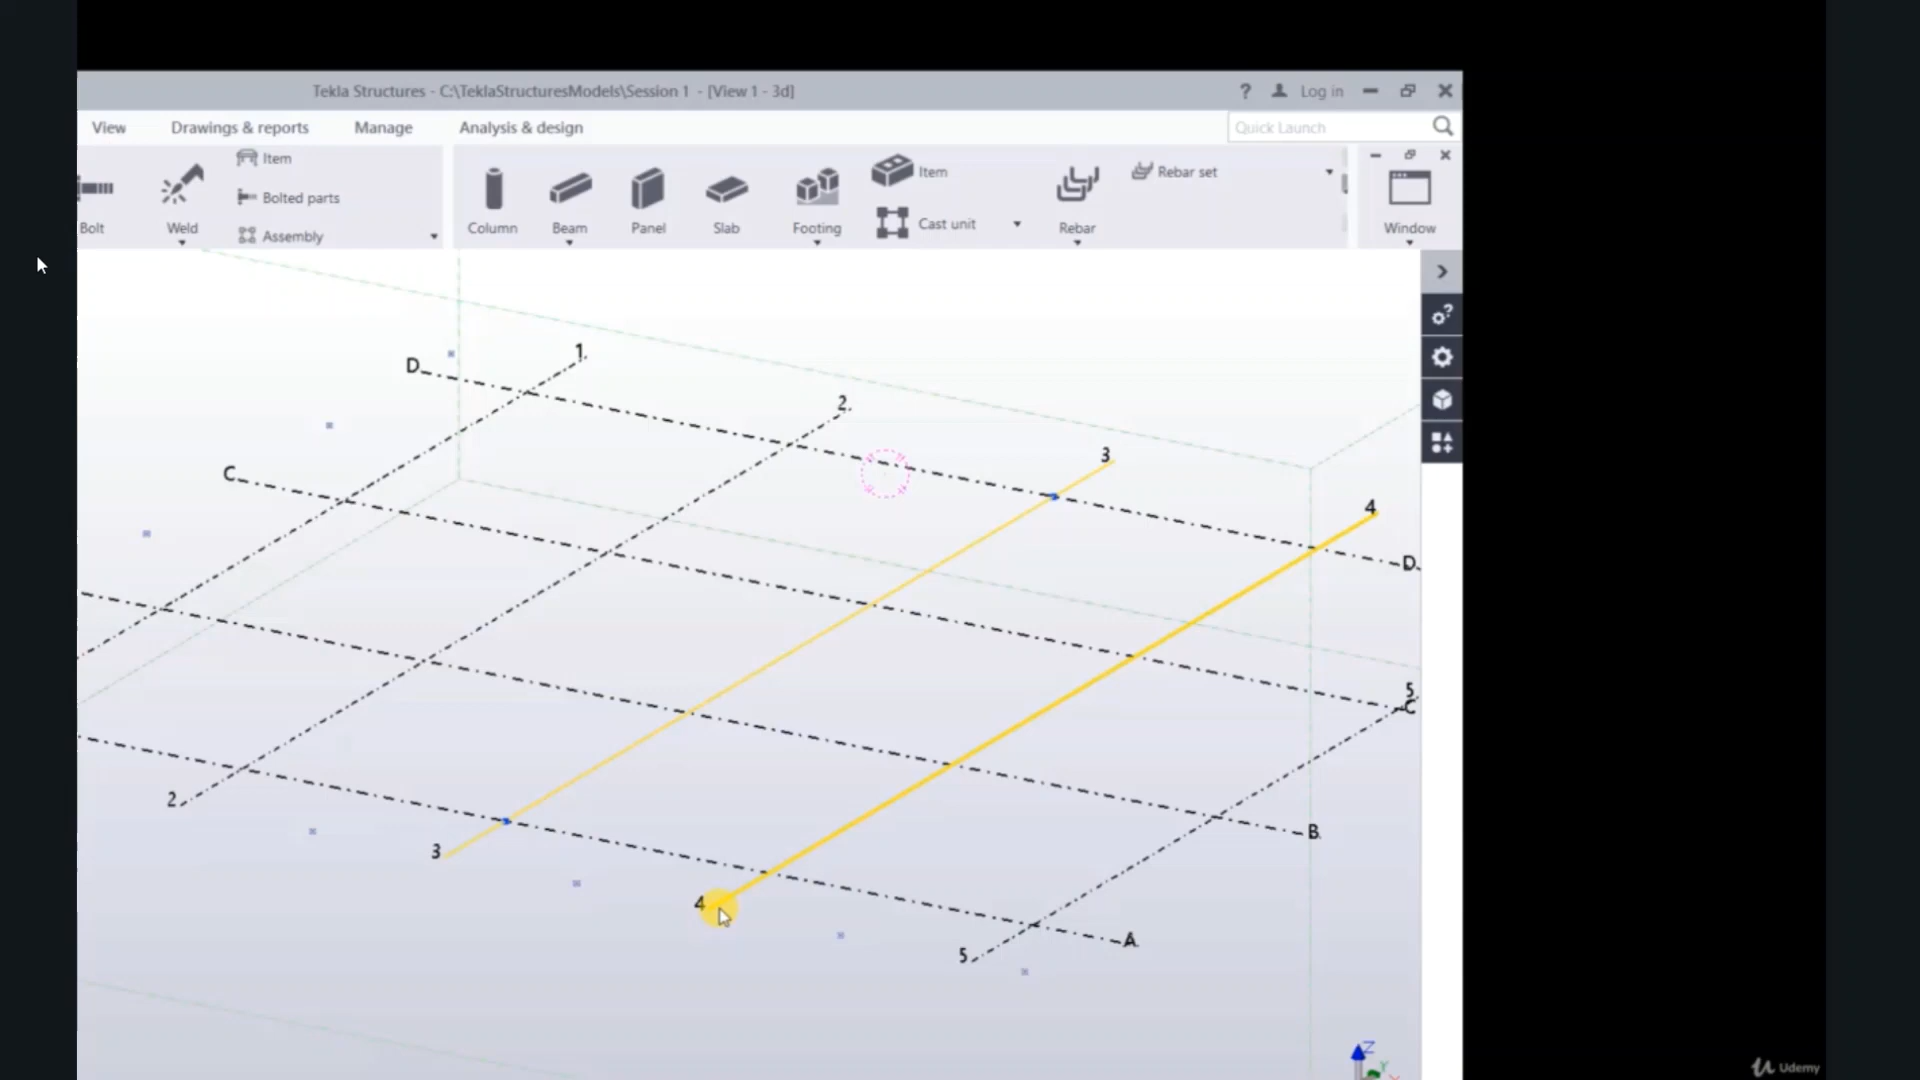 Tekla Structures - C:\TeklaStructuresModels\Session 1 - [View 1 - 3d]
? Log in
View Drawings & reports Manage Analysis & design
Quick Launch
Item
Item
Rebar set
Bolted parts
Bolt Weld
Column Beam Panel Slab Footing
Cast unit
Rebar
Window
Assembly
?
1
D
2
3
C
4
D
5
C
2
B
3
4
A
5
Z
Y
Udemy